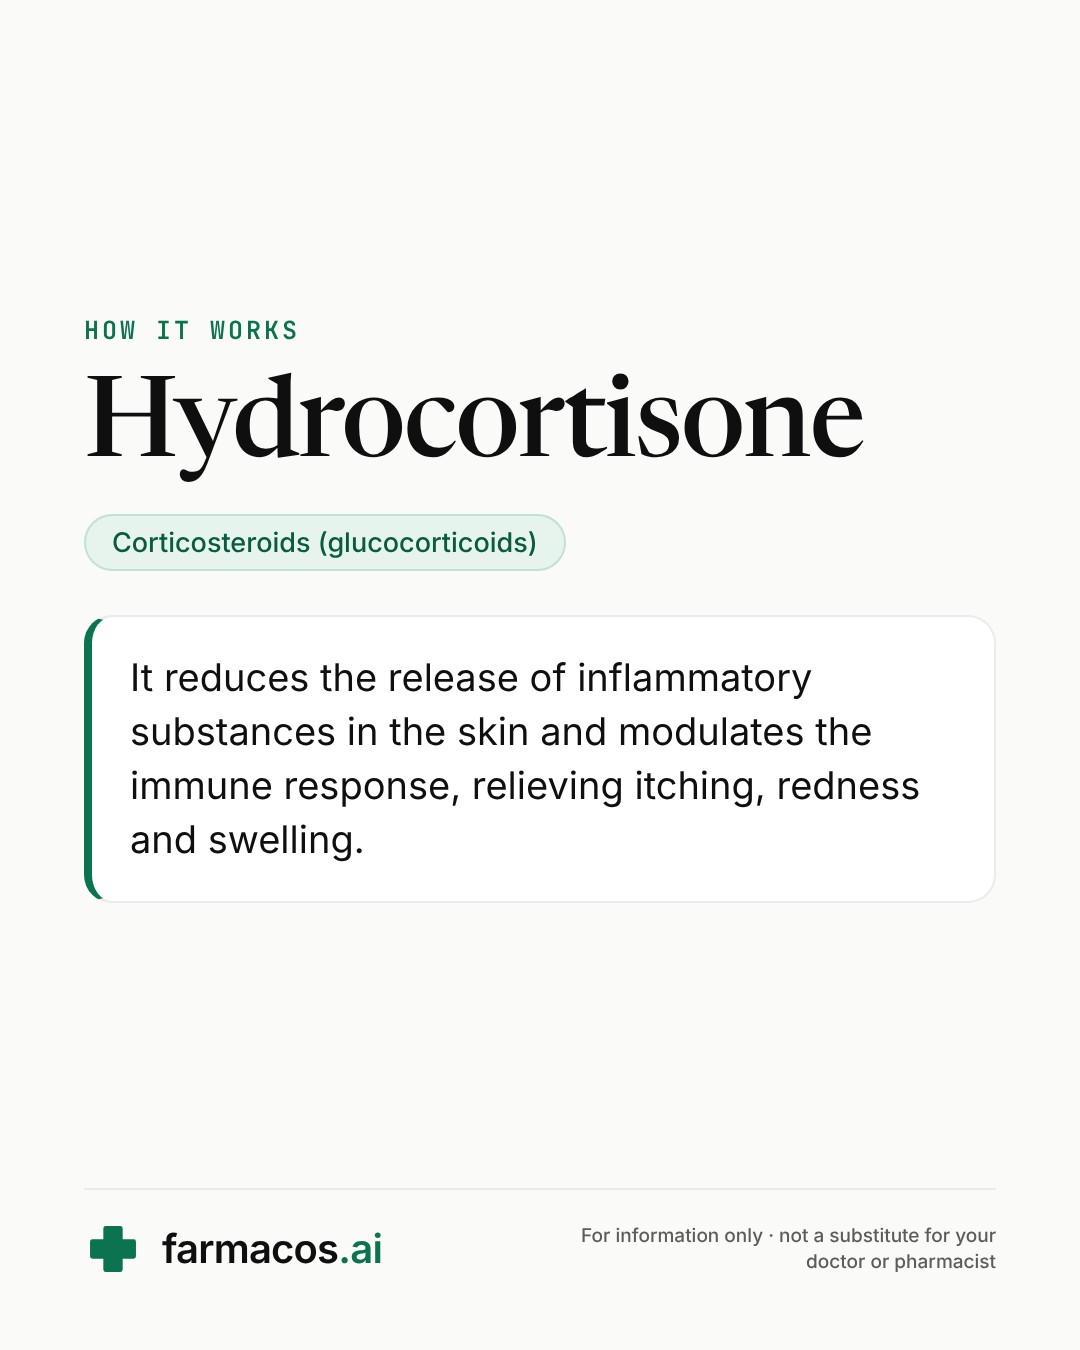 HOW IT WORKS
Hydrocortisone
Corticosteroids (glucocorticoids)
It reduces the release of inflammatory
substances in the skin and modulates the
immune response, relieving itching, redness
and swelling.
farmacos.ai
For information only · not a substitute for your
doctor or pharmacist